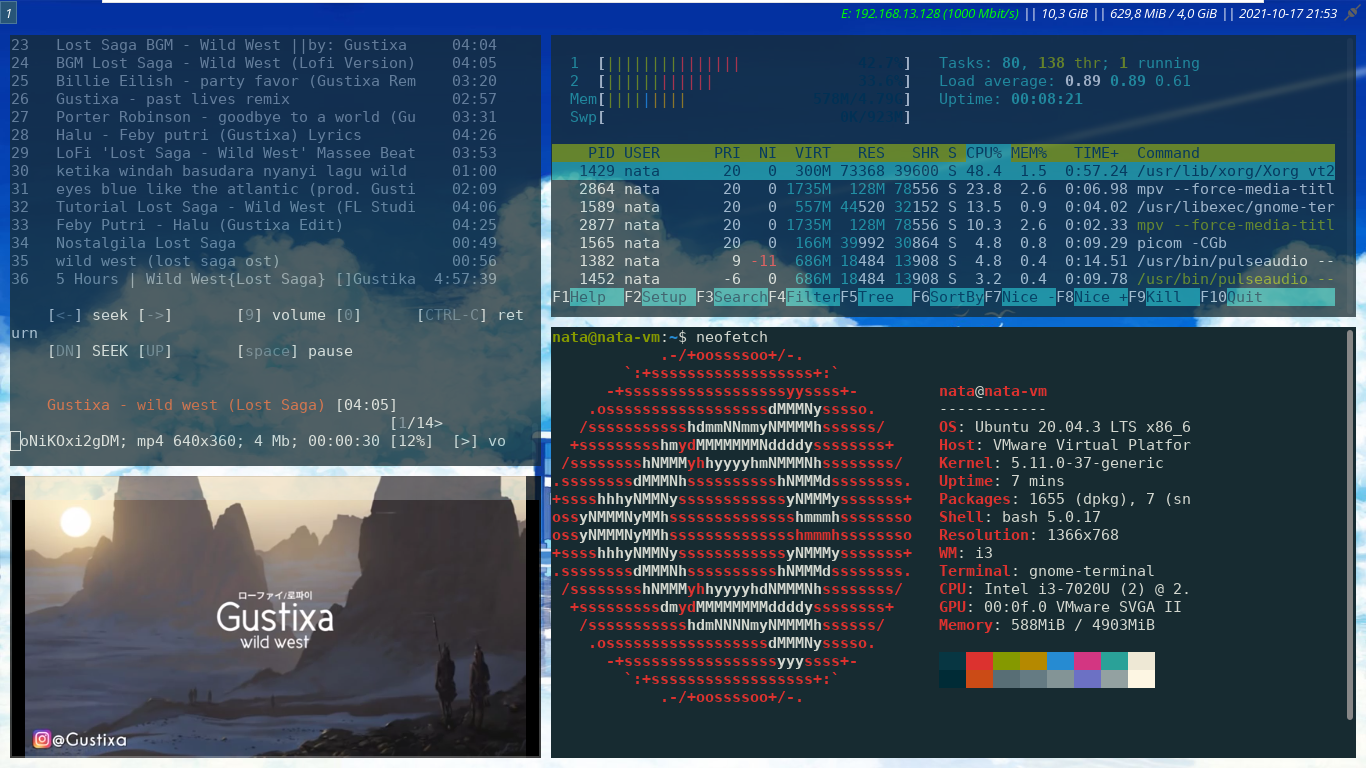 1
E: 192.168.13.128 (1000 Mbit/s) || 10,3 GiB || 629,8 MiB / 4,0 GiB || 2021-10-17 21:53
23 Lost Saga BGM - Wild West ||by: Gustixa 04:04
24 BGM Lost Saga - Wild West (Lofi Version) 04:05
25 Billie Eilish - party favor (Gustixa Rem 03:20
26 Gustixa - past lives remix 02:57
27 Porter Robinson - goodbye to a world (Gu 03:31
28 Halu - Feby putri (Gustixa) Lyrics 04:26
29 LoFi 'Lost Saga - Wild West' Massee Beat 03:53
30 ketika windah basudara nyanyi lagu wild 01:00
31 eyes blue like the atlantic (prod. Gusti 02:09
32 Tutorial Lost Saga - Wild West (FL Studi 04:06
33 Feby Putri - Halu (Gustixa Edit) 04:25
34 Nostalgila Lost Saga 00:49
35 wild west (lost saga ost) 00:56
36 5 Hours | Wild West{Lost Saga} []Gustika 4:57:39
[<-] seek [->] [9] volume [0] [CTRL-C] ret
urn
[DN] SEEK [UP] [space] pause
Gustixa - wild west (Lost Saga) [04:05]
[1/14>
oNiKOxi2gDM; mp4 640x360; 4 Mb; 00:00:30 [12%] [>] vo
ローファイ/로파이
Gustixa
wild west
@Gustixa
1 [||||||||||||||| ]
2 [|||||||||||| ]
Mem[||||||||| ]
Swp[ ]
Tasks: 80, 138 thr; 1 running
Load average: 0.89 0.89 0.61
Uptime: 00:08:21
PID USER PRI NI VIRT RES SHR S CPU% MEM% TIME+ Command
1429 nata 20 0 300M 73368 39600 S 48.4 1.5 0:57.24 /usr/lib/xorg/Xorg vt2
2864 nata 20 0 1735M 128M 78556 S 23.8 2.6 0:06.98 mpv --force-media-titl
1589 nata 20 0 557M 44520 32152 S 13.5 0.9 0:04.02 /usr/libexec/gnome-ter
2877 nata 20 0 1735M 128M 78556 S 10.3 2.6 0:02.33 mpv --force-media-titl
1565 nata 20 0 166M 39992 30864 S 4.8 0.8 0:09.29 picom -CGb
1382 nata 9 -11 686M 18484 13908 S 4.8 0.4 0:14.51 /usr/bin/pulseaudio --
1452 nata -6 0 686M 18484 13908 S 3.2 0.4 0:09.78 /usr/bin/pulseaudio --
F1Help F2Setup F3SearchF4FilterF5Tree F6SortByF7Nice -F8Nice +F9Kill F10Quit
nata@nata-vm:~$ neofetch
.-/+oossssoo+/-.
`:+ssssssssssssssssss+:`
-+ssssssssssssssssssyyssss+-
.ossssssssssssssssssdMMMNysssso.
/ssssssssssshdmmNNmmyNMMMMhssssss/
+ssssssssshmydMMMMMMMNddddyssssssss+
/sssssssshNMMMyhhyyyyhmNMMMNhssssssss/
.ssssssssdMMMNhsssssssssshNMMMdssssssss.
+sssshhhyNMMNyssssssssssssyNMMMysssssss+
ossyNMMMNyMMhsssssssssssssshmmmhssssssso
ossyNMMMNyMMhsssssssssssssshmmmhssssssso
+sssshhhyNMMNyssssssssssssyNMMMysssssss+
.ssssssssdMMMNhsssssssssshNMMMdssssssss.
/sssssssshNMMMyhhyyyyhdNMMMNhssssssss/
+sssssssssdmydMMMMMMMMddddyssssssss+
/ssssssssssshdmNNNNmyNMMMMhssssss/
.ossssssssssssssssssdMMMNysssso.
-+sssssssssssssssssyyyssss+-
`:+ssssssssssssssssss+:`
.-/+oossssoo+/-.
nata@nata-vm
------------
OS: Ubuntu 20.04.3 LTS x86_6
Host: VMware Virtual Platfor
Kernel: 5.11.0-37-generic
Uptime: 7 mins
Packages: 1655 (dpkg), 7 (sn
Shell: bash 5.0.17
Resolution: 1366x768
WM: i3
Terminal: gnome-terminal
CPU: Intel i3-7020U (2) @ 2.
GPU: 00:0f.0 VMware SVGA II
Memory: 588MiB / 4903MiB